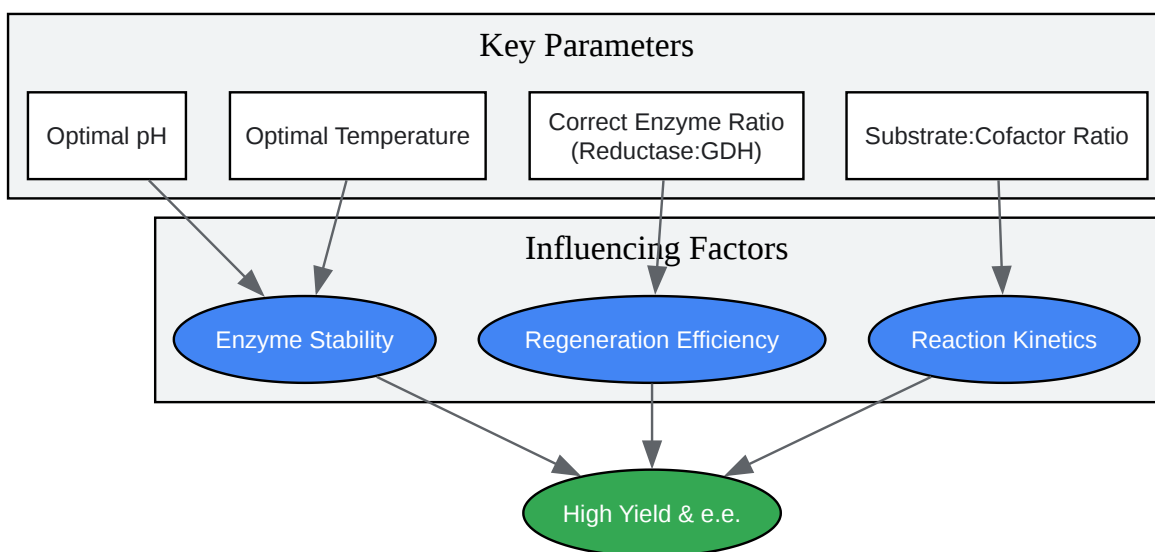 Key Parameters
Optimal pH
Optimal Temperature
Correct Enzyme Ratio
(Reductase:GDH)
Substrate:Cofactor Ratio
Influencing Factors
Enzyme Stability
Regeneration Efficiency
Reaction Kinetics
High Yield & e.e.